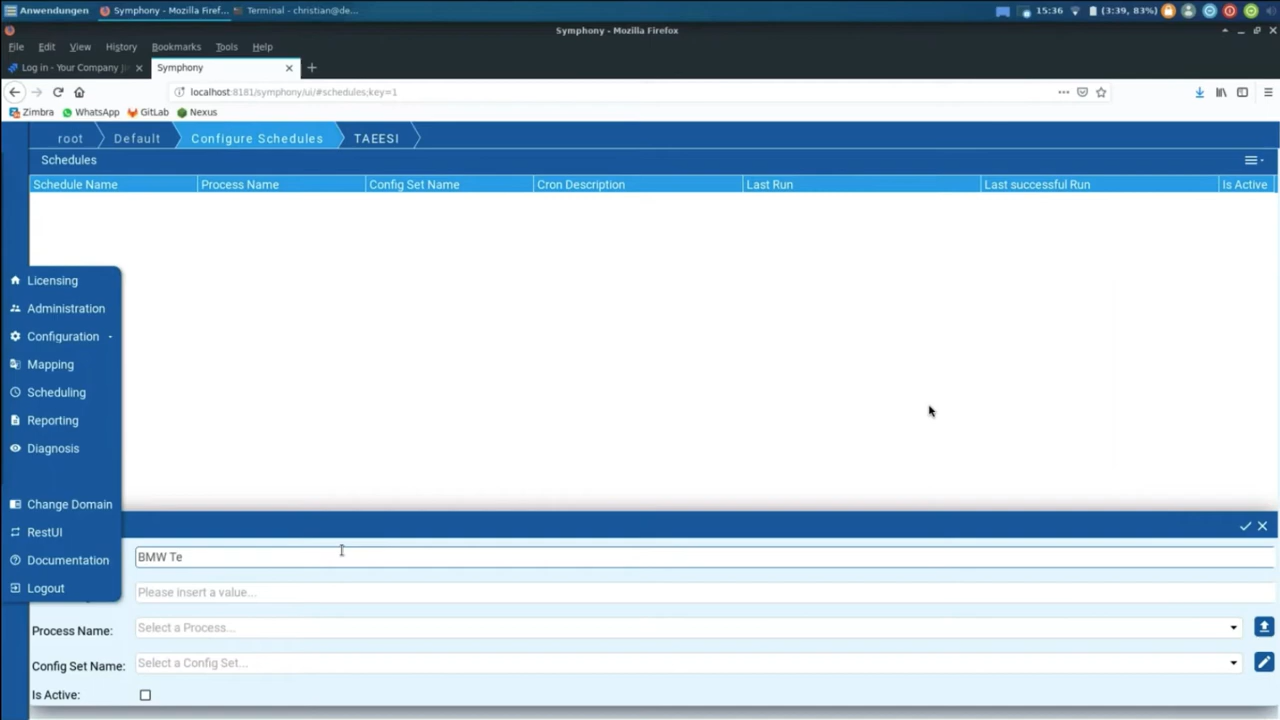 Anwendungen Symphony - Mozilla Firef... Terminal - christian@de... 15:36 (3:39, 83%)
Symphony - Mozilla Firefox
File Edit View History Bookmarks Tools Help
Log in - Your Company Symphony
localhost:8181/symphony/ui/#schedules;key=1
Zimbra WhatsApp GitLab Nexus
root Default Configure Schedules TAEESI
Schedules
Schedule Name Process Name Config Set Name Cron Description Last Run Last successful Run Is Active
Licensing
Administration
Configuration
Mapping
Scheduling
Reporting
Diagnosis
Change Domain
RestUI
Documentation
Logout
BMW Te
Please insert a value...
Process Name: Select a Process...
Config Set Name: Select a Config Set...
Is Active: